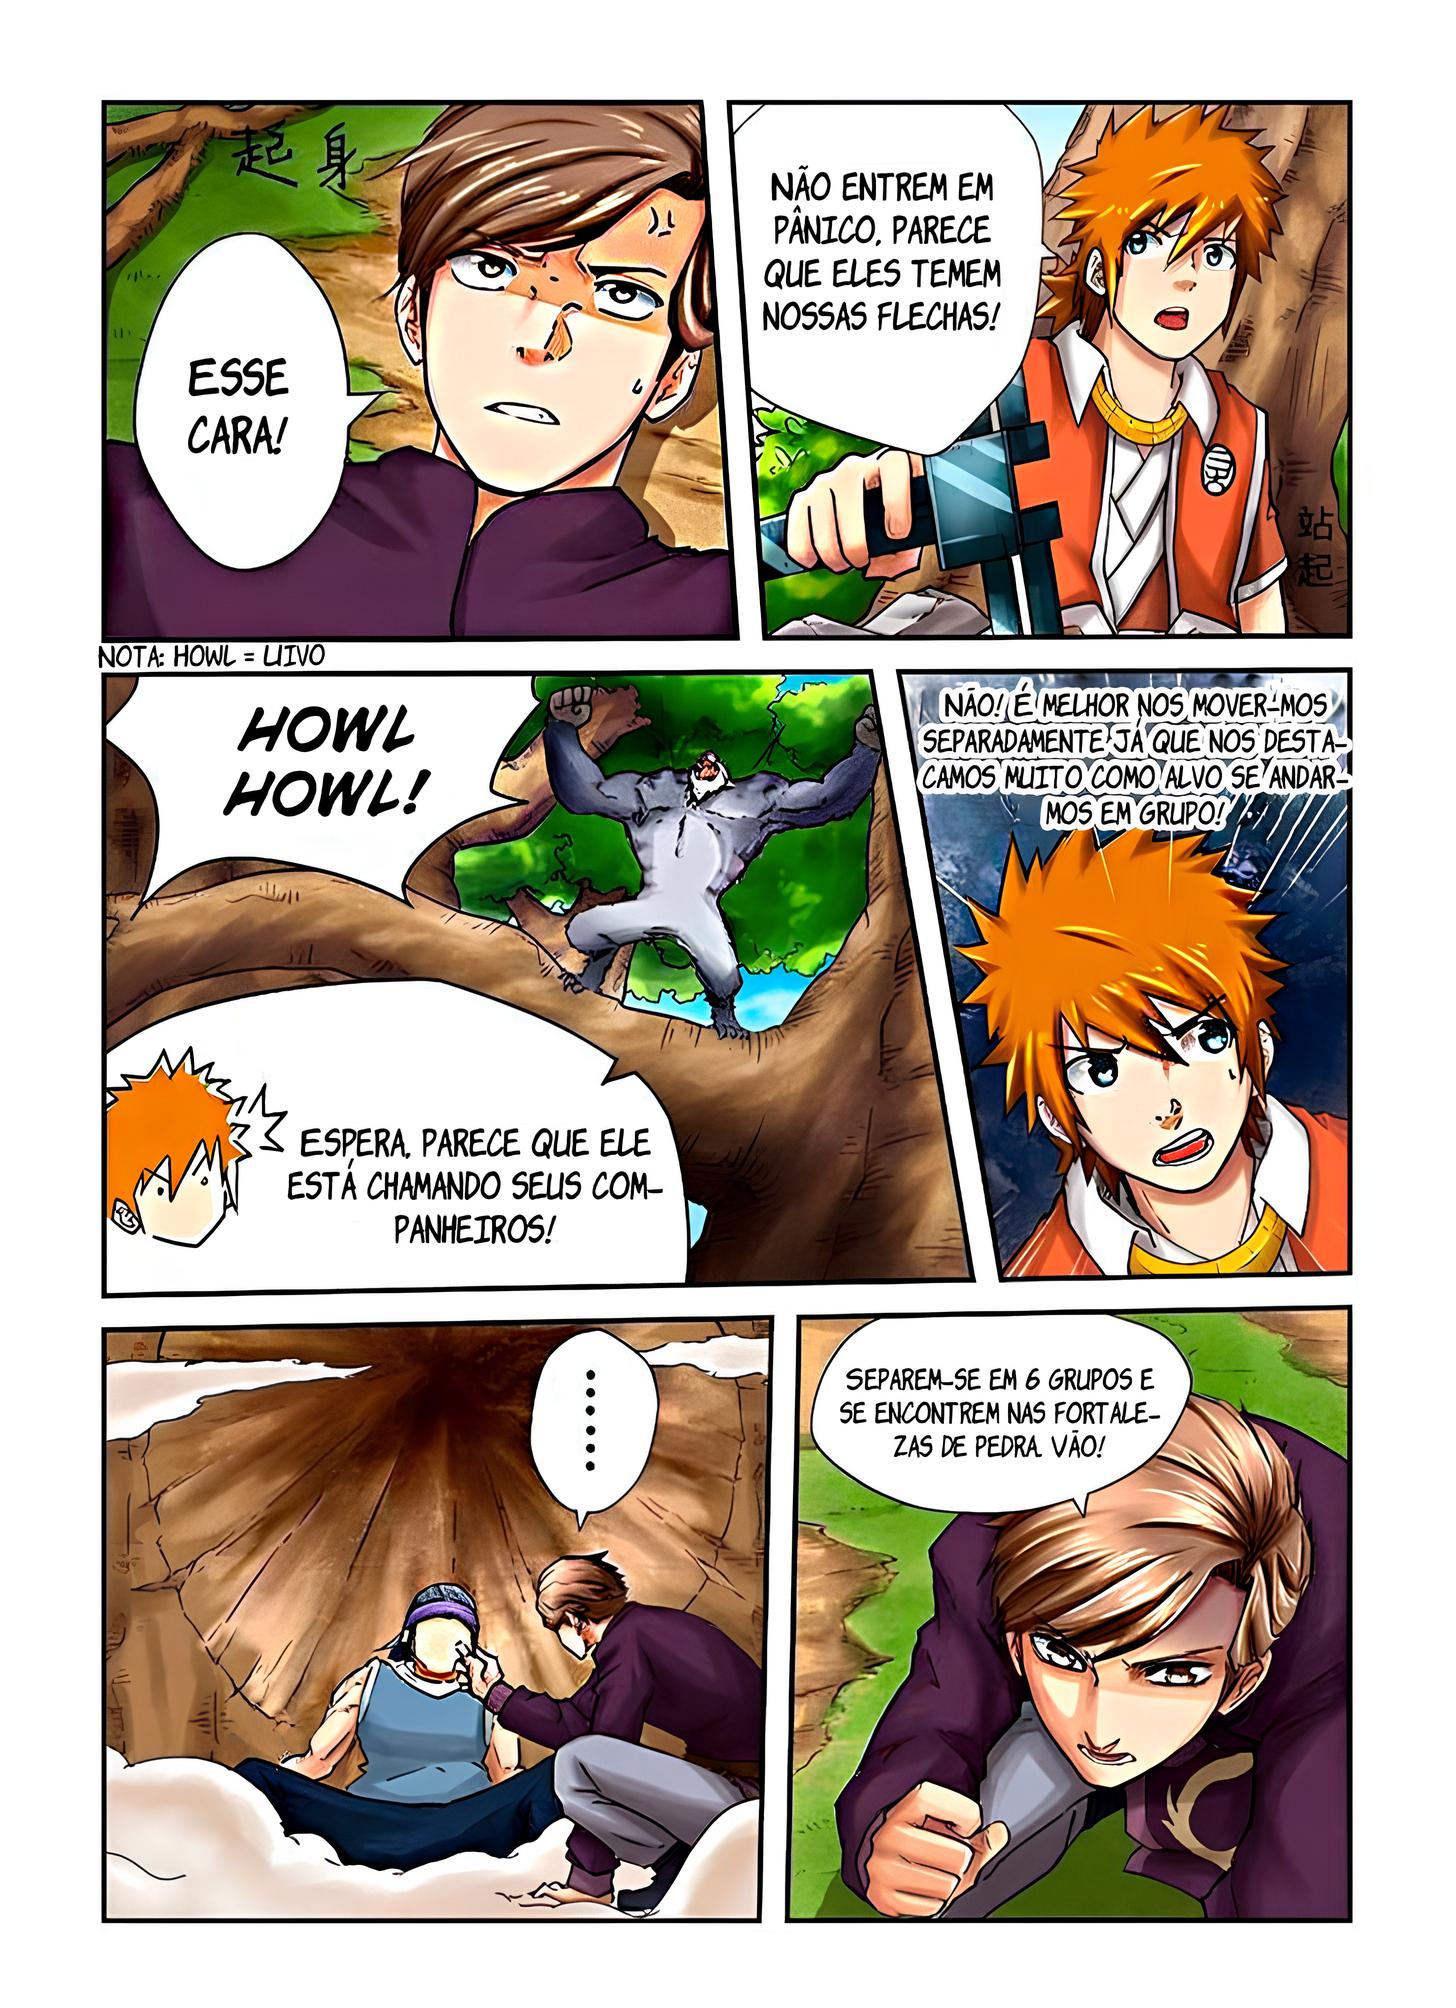 起身
ESSE
CARA!
NÃO ENTREM EM
PÂNICO, PARECE
QUE ELES TEMEM
NOSSAS FLECHAS!
站
起
NOTA: HOWL = UIVO
HOWL
HOWL!
NÃO! É MELHOR NOS MOVER-MOS
SEPARADAMENTE JÁ QUE NOS DESTA-
CAMOS MUITO COMO ALVO SE ANDAR-
MOS EM GRUPO!
ESPERA, PARECE QUE ELE
ESTÁ CHAMANDO SEUS COM-
PANHEIROS!
......
SEPAREM-SE EM 6 GRUPOS E
SE ENCONTREM NAS FORTALE-
ZAS DE PEDRA. VÃO!